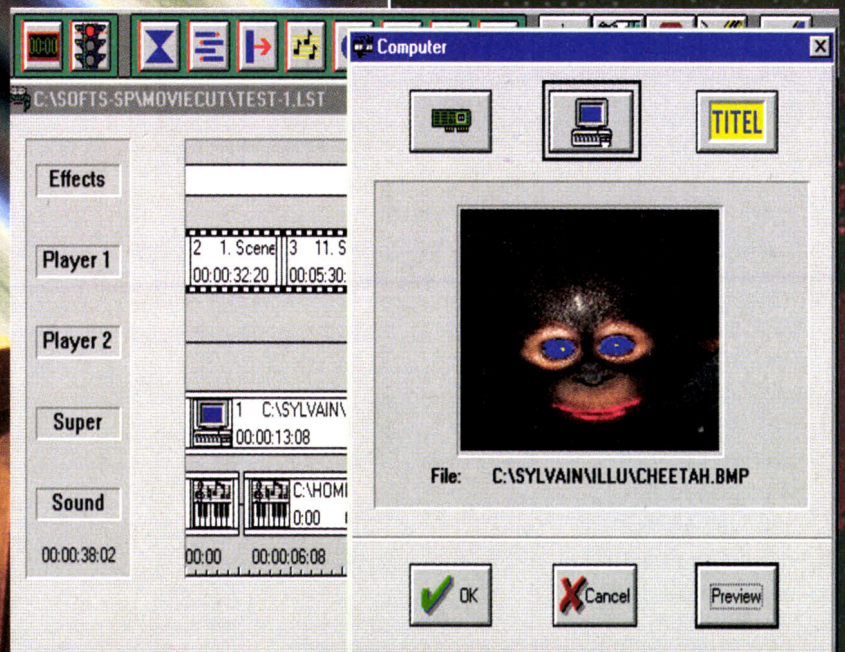 00:00
Computer
C:\SOFTS-SP\MOVIECUT\TEST-1.LST
TITEL
Effects
Player 1
2 1. Scene 3 11. S
00:00:32:20 00:05:30:
Player 2
Super
1 C:\SYLVAIN\
00:00:13:08
File: C:\SYLVAIN\ILLU\CHEETAH.BMP
Sound
C:\HOM
0:00
00:00:38:02
00:00 00:00:06:08
OK
Cancel
Preview